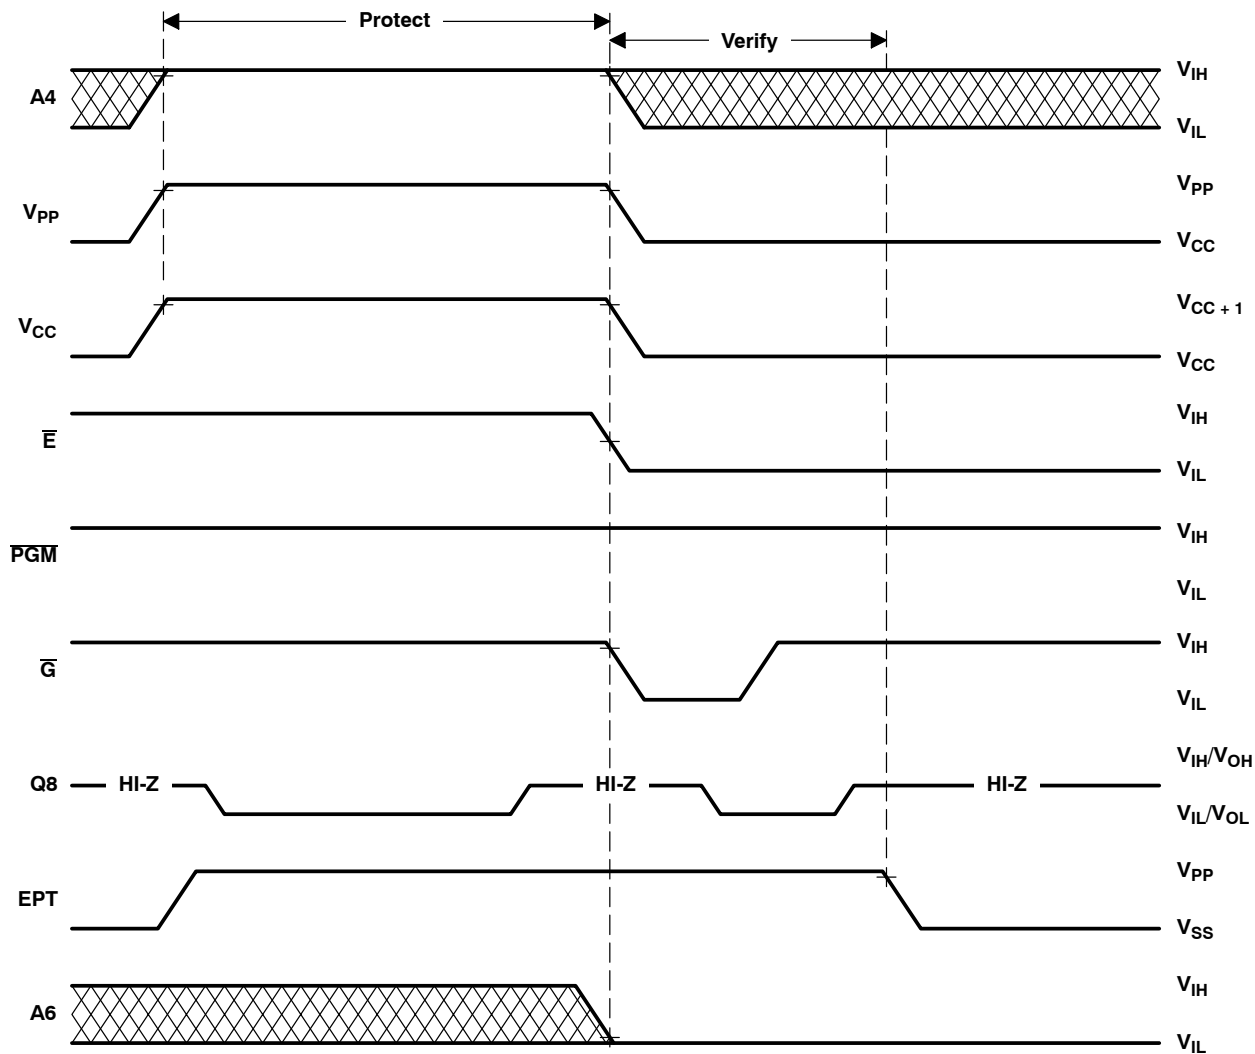 Protect
Verify
A4
V_IH
V_IL
V_PP
V_PP
V_CC
V_CC
V_CC + 1
V_CC
E̅
V_IH
V_IL
P̅G̅M̅
V_IH
V_IL
G̅
V_IH
V_IL
Q8
HI-Z
HI-Z
HI-Z
V_IH/V_OH
V_IL/V_OL
EPT
V_PP
V_SS
A6
V_IH
V_IL